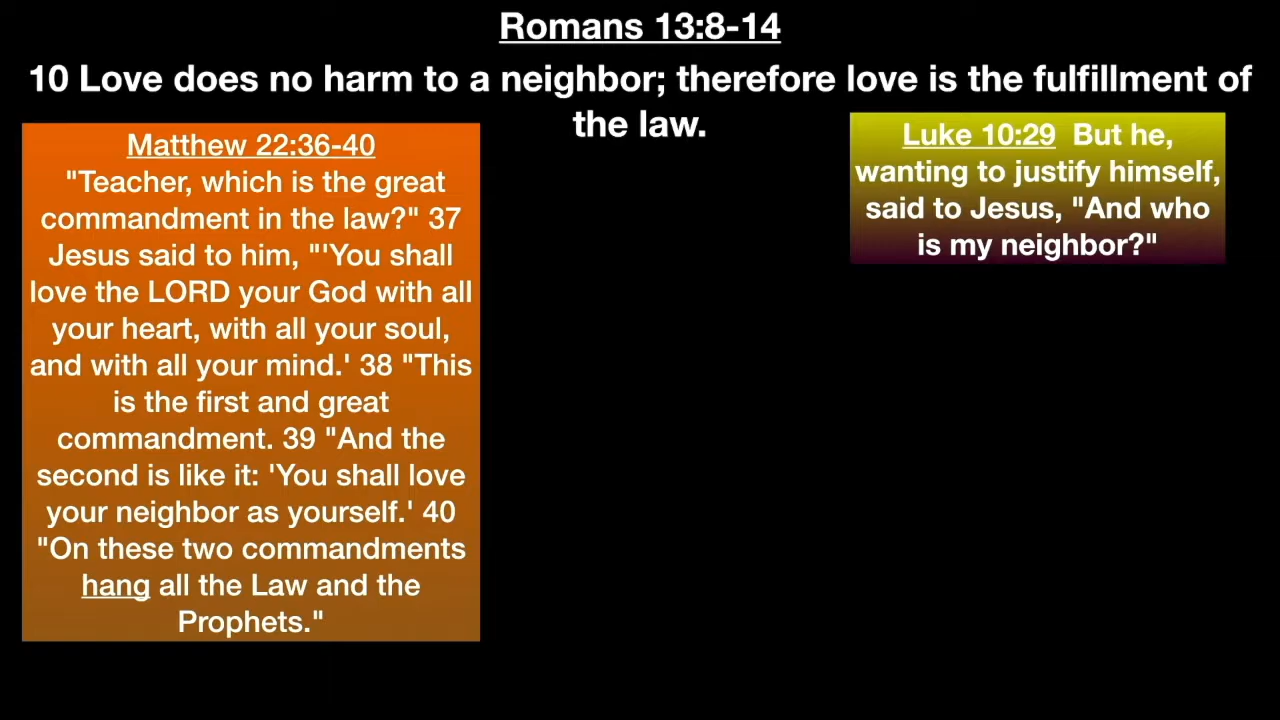 Romans 13:8-14
10 Love does no harm to a neighbor; therefore love is the fulfillment of
the law.
Matthew 22:36-40
"Teacher, which is the great
commandment in the law?" 37
Jesus said to him, "'You shall
love the LORD your God with all
your heart, with all your soul,
and with all your mind.' 38 "This
is the first and great
commandment. 39 "And the
second is like it: 'You shall love
your neighbor as yourself.' 40
"On these two commandments
hang all the Law and the
Prophets."
Luke 10:29  But he,
wanting to justify himself,
said to Jesus, "And who
is my neighbor?"